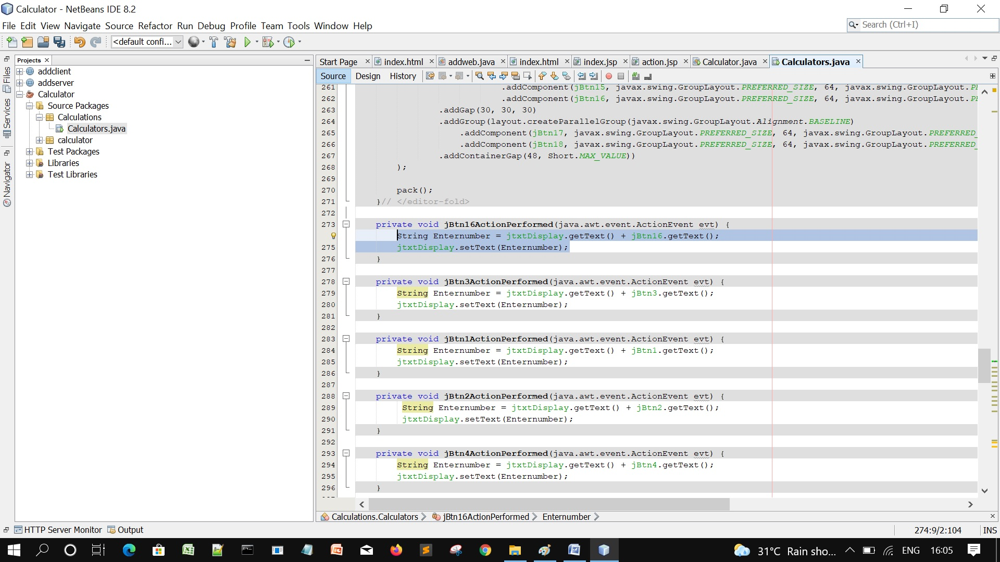 Calculator - NetBeans IDE 8.2
File Edit View Navigate Source Refactor Run Debug Profile Team Tools Window Help
Search (Ctrl+I)
<default confi...
Files
Services
Navigator
Projects
addclient
addserver
Calculator
Source Packages
Calculations
Calculators.java
calculator
Test Packages
Libraries
Test Libraries
Start Page index.html addweb.java index.html index.jsp action.jsp Calculator.java Calculators.java
Source Design History
261 .addComponent(jBtn15, javax.swing.GroupLayout.PREFERRED_SIZE, 64, javax.swing.GroupLayout.PI
262 .addComponent(jBtn16, javax.swing.GroupLayout.PREFERRED_SIZE, 64, javax.swing.GroupLayout.PI
263 .addGap(30, 30, 30)
264 .addGroup(layout.createParallelGroup(javax.swing.GroupLayout.Alignment.BASELINE)
265 .addComponent(jBtn17, javax.swing.GroupLayout.PREFERRED_SIZE, 64, javax.swing.GroupLayout.PREFERRED_
266 .addComponent(jBtn18, javax.swing.GroupLayout.PREFERRED_SIZE, 64, javax.swing.GroupLayout.PREFERRED_
267 .addContainerGap(48, Short.MAX_VALUE))
268 );
269
270 pack();
271 }// </editor-fold>
272
273 private void jBtn16ActionPerformed(java.awt.event.ActionEvent evt) {
String Enternumber = jtxtDisplay.getText() + jBtn16.getText();
275 jtxtDisplay.setText(Enternumber);
276 }
277
278 private void jBtn3ActionPerformed(java.awt.event.ActionEvent evt) {
279 String Enternumber = jtxtDisplay.getText() + jBtn3.getText();
280 jtxtDisplay.setText(Enternumber);
281 }
282
283 private void jBtn1ActionPerformed(java.awt.event.ActionEvent evt) {
284 String Enternumber = jtxtDisplay.getText() + jBtn1.getText();
285 jtxtDisplay.setText(Enternumber);
286 }
287
288 private void jBtn2ActionPerformed(java.awt.event.ActionEvent evt) {
289 String Enternumber = jtxtDisplay.getText() + jBtn2.getText();
290 jtxtDisplay.setText(Enternumber);
291 }
292
293 private void jBtn4ActionPerformed(java.awt.event.ActionEvent evt) {
294 String Enternumber = jtxtDisplay.getText() + jBtn4.getText();
295 jtxtDisplay.setText(Enternumber);
296 }
Calculations.Calculators jBtn16ActionPerformed Enternumber
HTTP Server Monitor Output
274:9/2:104 INS
31°C Rain sho... ENG 16:05